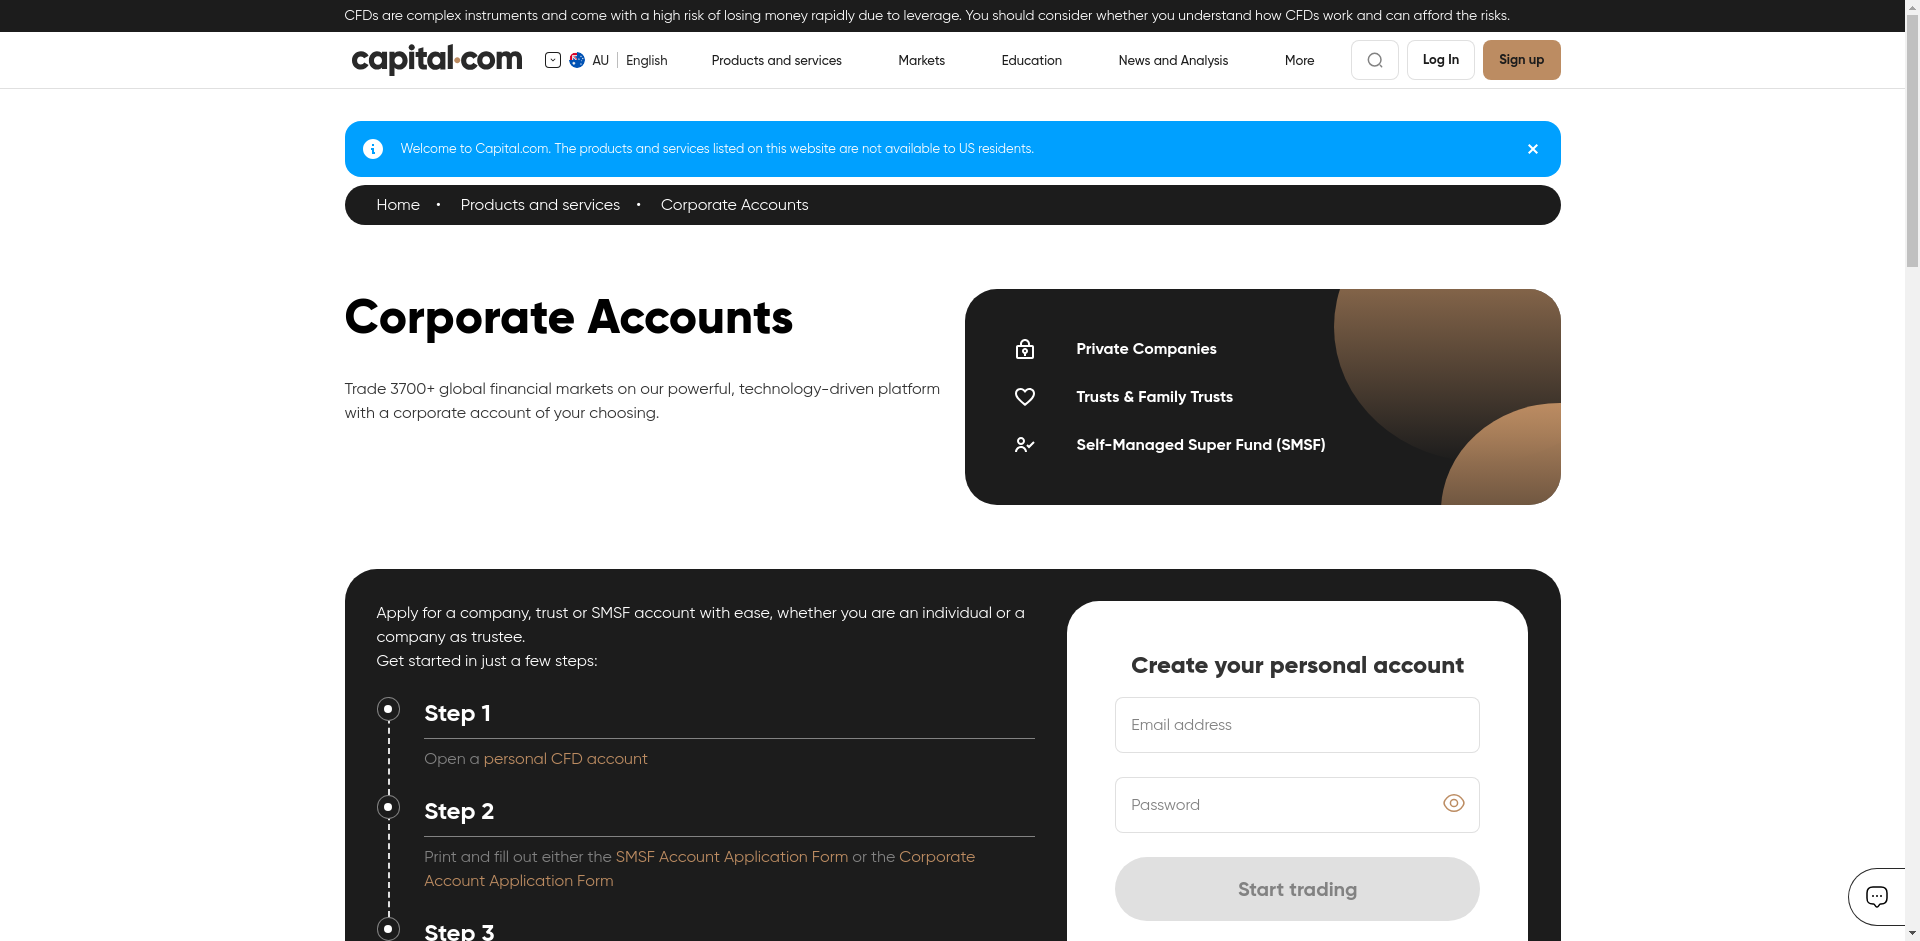 CFDs are complex instruments and come with a high risk of losing money rapidly due to leverage. You should consider whether you understand how CFDs work and can afford the risks.
capital.com AU English Products and services Markets Education News and Analysis More Log In Sign up
Welcome to Capital.com. The products and services listed on this website are not available to US residents.
Home • Products and services • Corporate Accounts
Corporate Accounts
Trade 3700+ global financial markets on our powerful, technology-driven platform
with a corporate account of your choosing.
Private Companies
Trusts & Family Trusts
Self-Managed Super Fund (SMSF)
Apply for a company, trust or SMSF account with ease, whether you are an individual or a
company as trustee.
Get started in just a few steps:
Step 1
Open a personal CFD account
Step 2
Print and fill out either the SMSF Account Application Form or the Corporate
Account Application Form
Step 3
Create your personal account
Email address
Password
Start trading